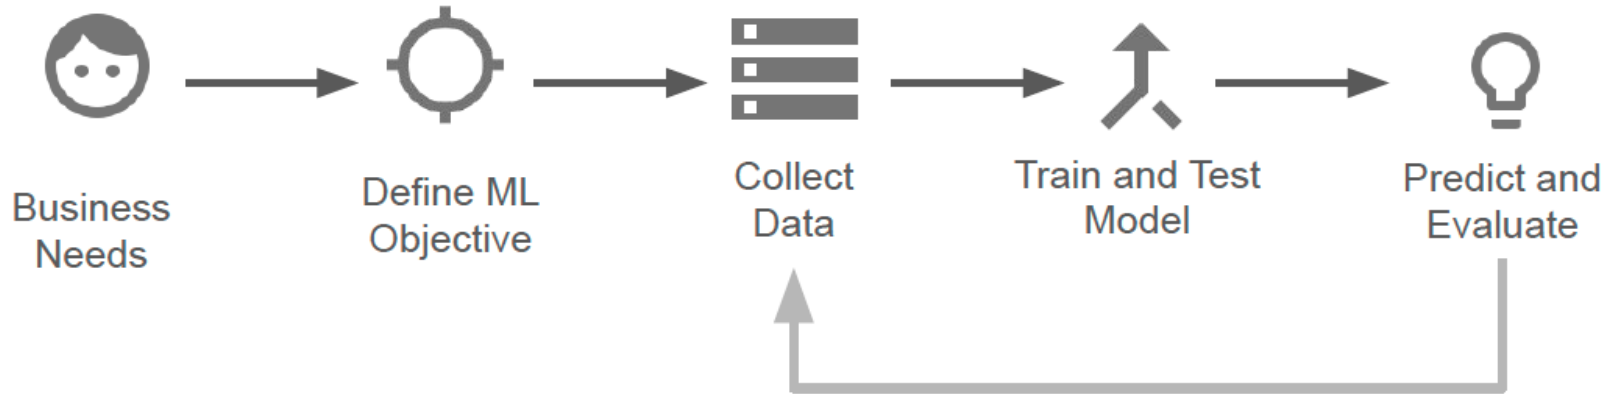 Business
Needs
Define ML
Objective
Collect
Data
Train and Test
Model
Predict and
Evaluate